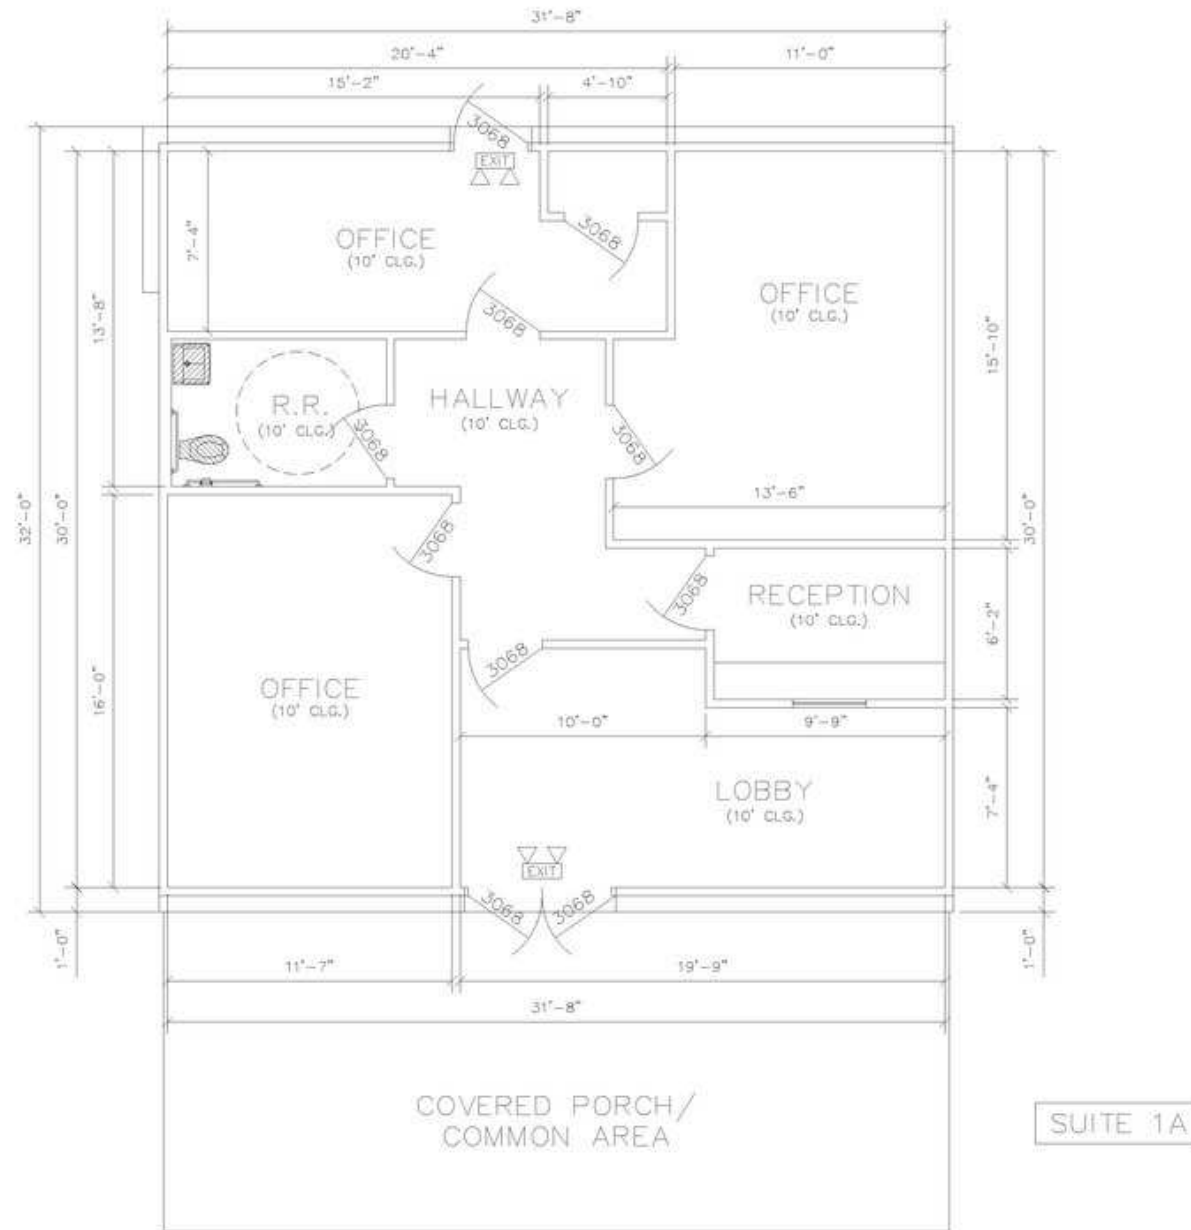 31'-8"
20'-4"
11'-0"
15'-2"
4'-10"
3068
EXIT
7'-4"
OFFICE
(10' CLG.)
3068
OFFICE
(10' CLG.)
13'-8"
3068
15'-10"
R.R.
(10' CLG.)
HALLWAY
(10' CLG.)
3068
3068
13'-6"
32'-0"
30'-0"
30'-0"
3068
3068
RECEPTION
(10' CLG.)
6'-2"
3068
OFFICE
(10' CLG.)
16'-0"
10'-0"
9'-9"
LOBBY
(10' CLG.)
7'-4"
EXIT
3068
3068
1'-0"
1'-0"
11'-7"
19'-9"
31'-8"
COVERED PORCH/
COMMON AREA
SUITE 1A